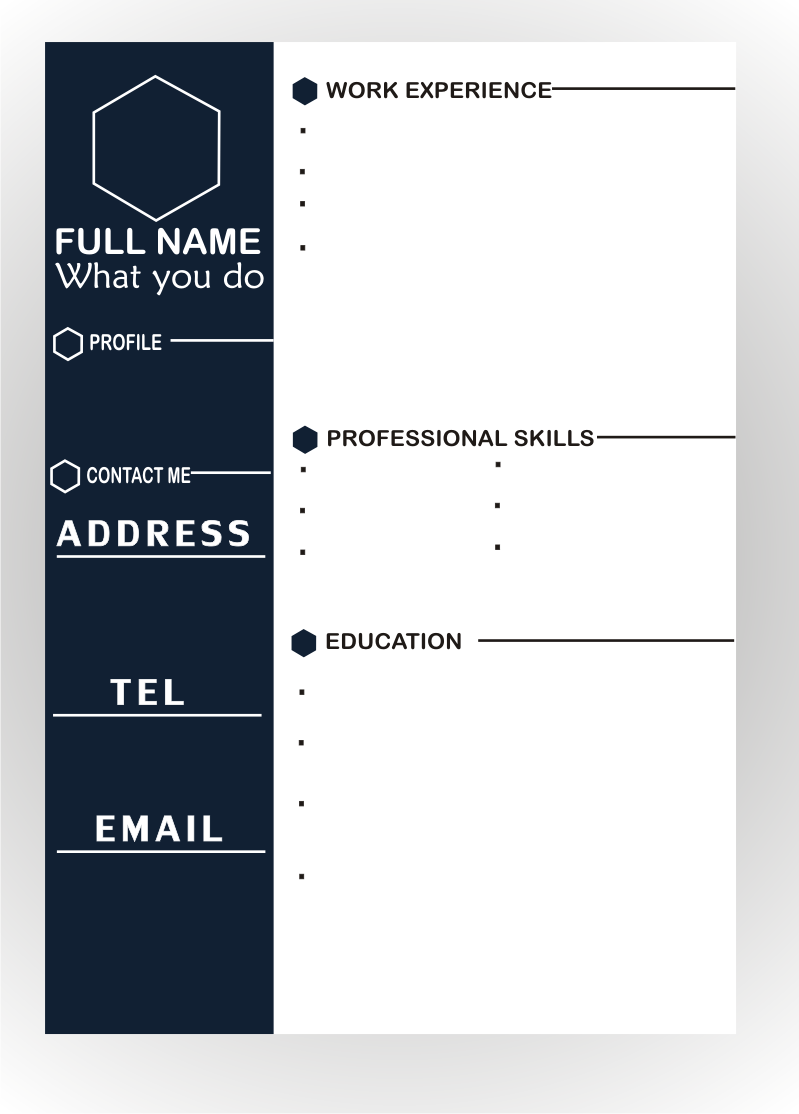 FULL NAME
What you do
PROFILE
CONTACT ME
ADDRESS
TEL
EMAIL
WORK EXPERIENCE
PROFESSIONAL SKILLS
EDUCATION